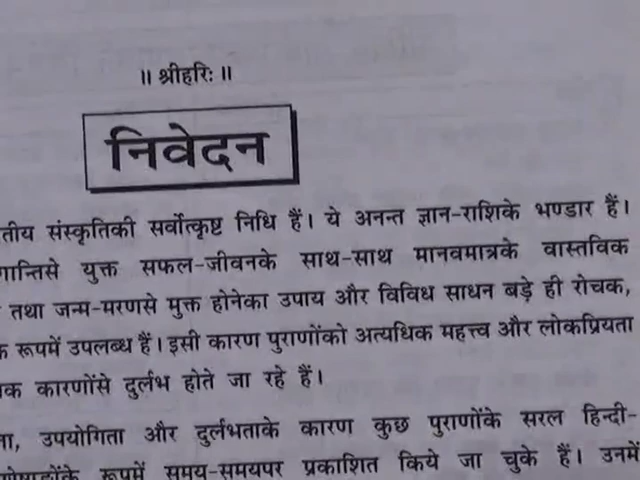 ॥ श्रीहरिः ॥
निवेदन
संस्कृतिकी सर्वोत्कृष्ट निधि हैं। ये अनन्त ज्ञान-राशिके भण्डार हैं।
युक्त सफल-जीवनके साथ-साथ मानवमात्रके वास्तविक
तथा जन्म-मरणसे मुक्त होनेका उपाय और विविध साधन बड़े ही रोचक,
रूपमें उपलब्ध हैं। इसी कारण पुराणोंको अत्यधिक महत्त्व और लोकप्रियता
कारणोंसे दुर्लभ होते जा रहे हैं।
उपयोगिता और दुर्लभताके कारण कुछ पुराणोंके सरल हिन्दी-
रूपमें समय-समयपर प्रकाशित किये जा चुके हैं। उनमें